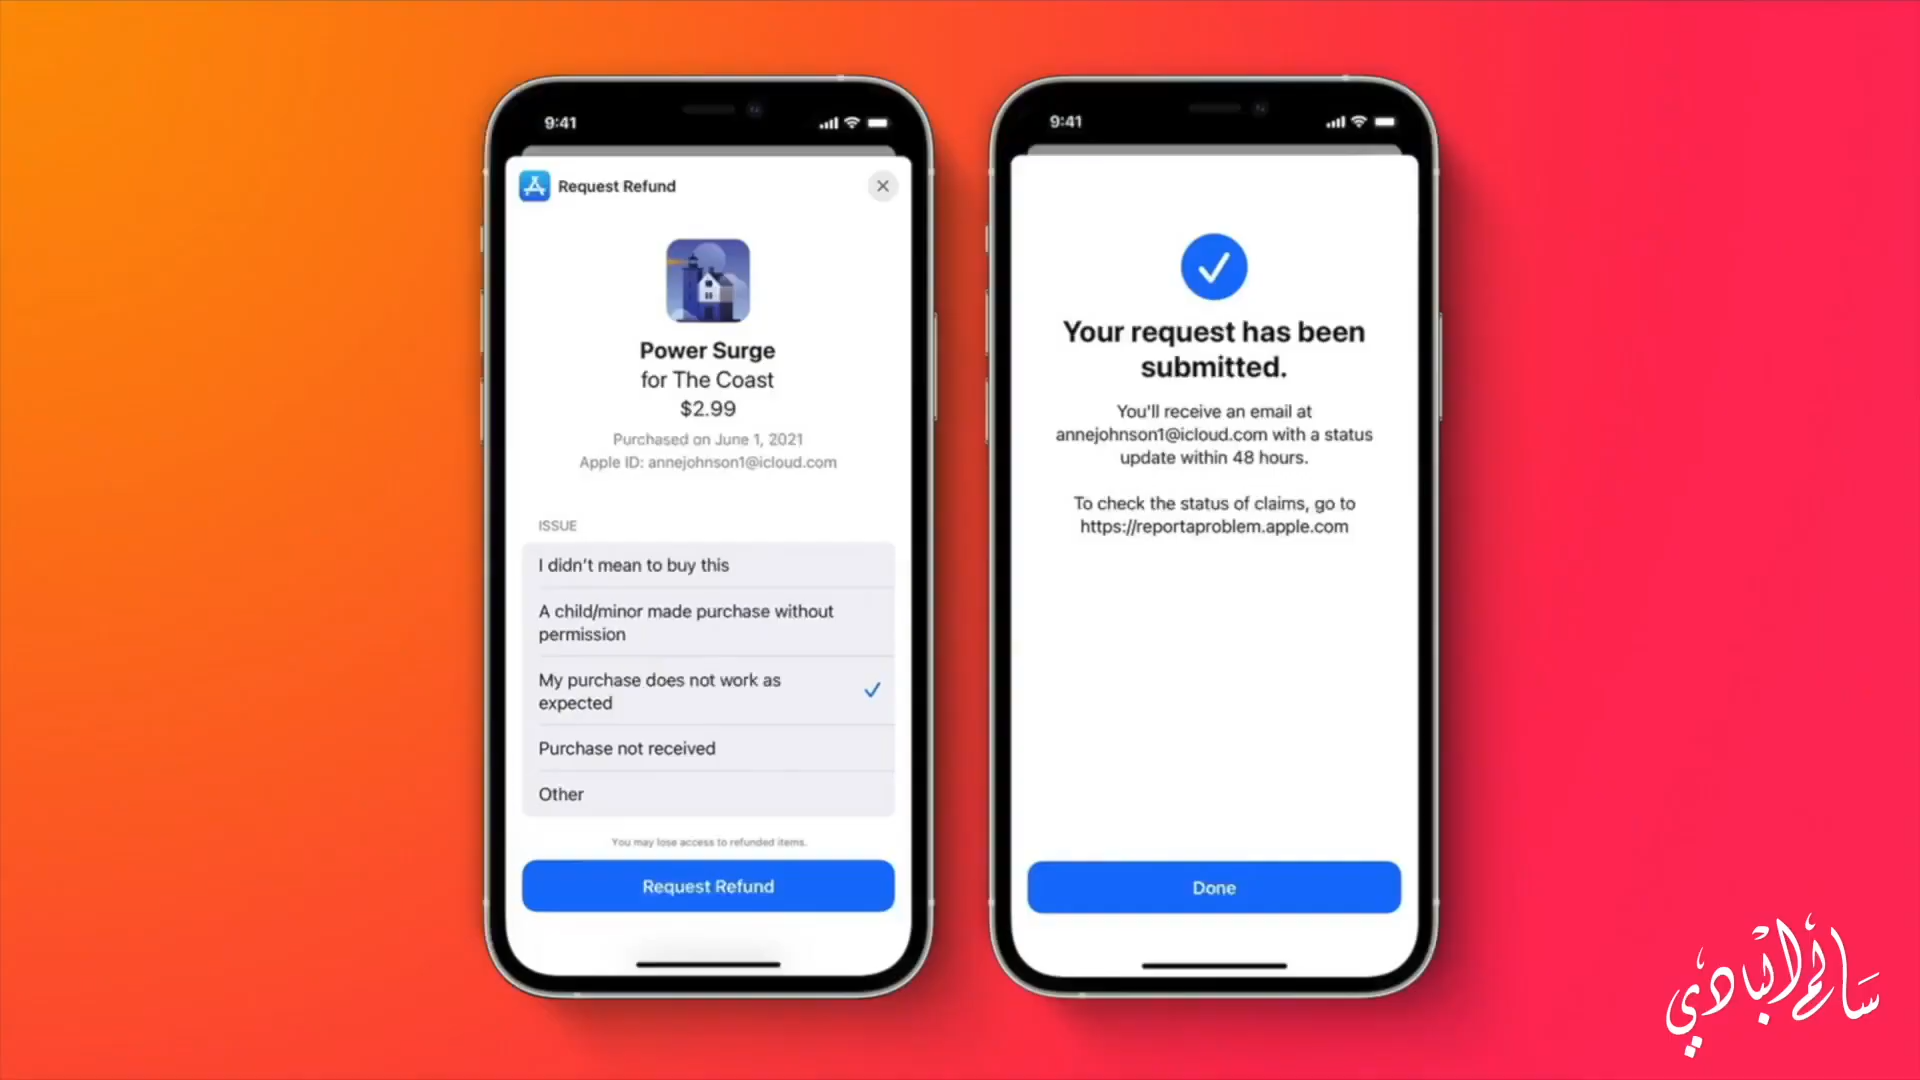 9:41
Request Refund
Power Surge
for The Coast
$2.99
Purchased on June 1, 2021
Apple ID: annejohnson1@icloud.com
ISSUE
I didn't mean to buy this
A child/minor made purchase without
permission
My purchase does not work as
expected
Purchase not received
Other
You may lose access to refunded items.
Request Refund
9:41
Your request has been
submitted.
You'll receive an email at
annejohnson1@icloud.com with a status
update within 48 hours.
To check the status of claims, go to
https://reportaproblem.apple.com
Done
سالم البادي